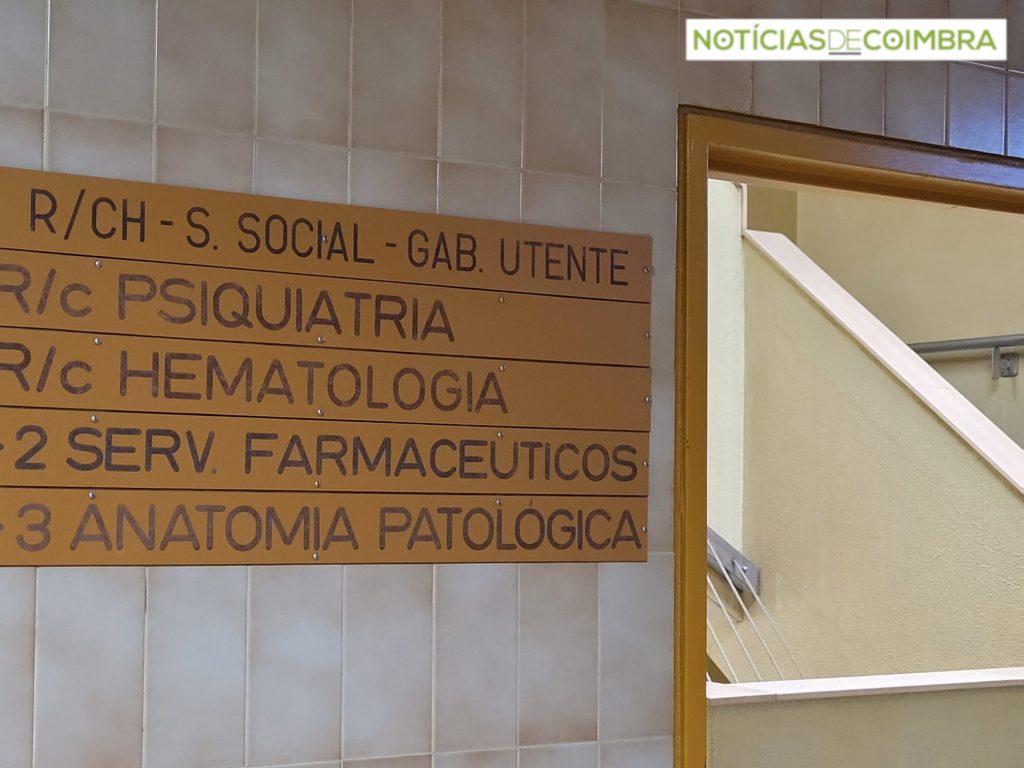 NOTÍCIASDECOIMBRA
R/CH - S. SOCIAL - GAB. UTENTE
R/c PSIQUIATRIA
R/c HEMATOLOGIA
-2 SERV. FARMACEUTICOS
-3 ANATOMIA PATOLÓGICA